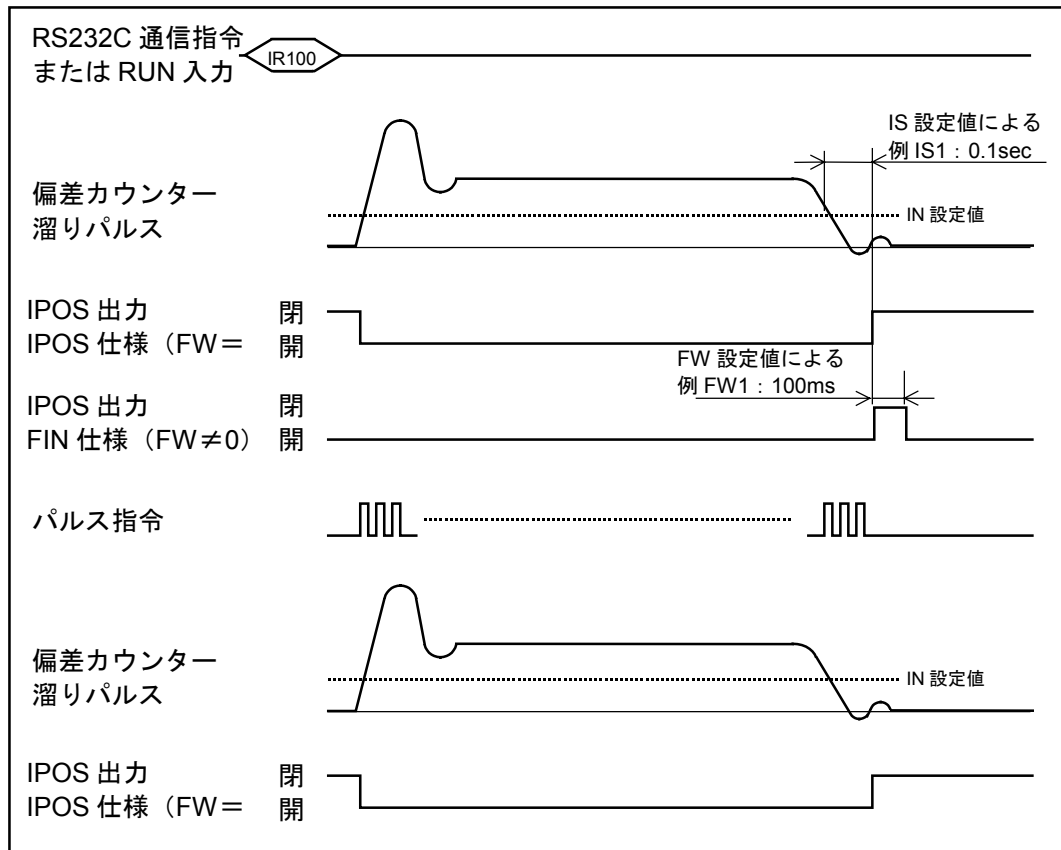 RS232C 通信指令
または RUN 入力
IR100
IS 設定値による
例 IS1：0.1sec
偏差カウンター
溜りパルス
IN 設定値
IPOS 出力 閉
IPOS 仕様（FW＝ 開
FW 設定値による
例 FW1：100ms
IPOS 出力 閉
FIN 仕様（FW≠0） 開
パルス指令
偏差カウンター
溜りパルス
IN 設定値
IPOS 出力 閉
IPOS 仕様（FW＝ 開